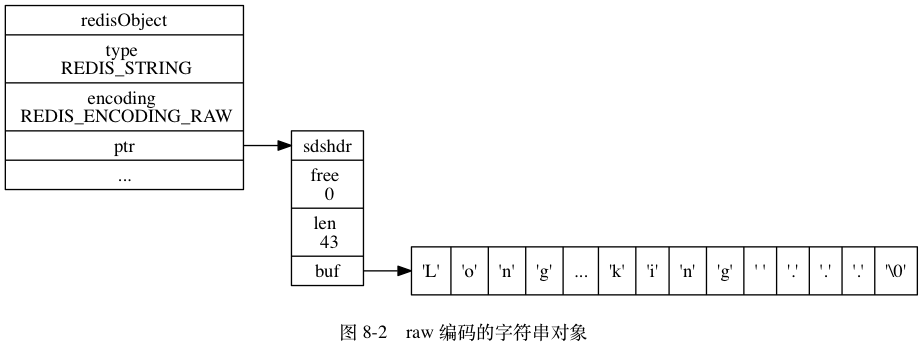 redisObject
type
REDIS_STRING
encoding
REDIS_ENCODING_RAW
ptr
...
sdshdr
free
0
len
43
buf
'L' 'o' 'n' 'g' ... 'k' 'i' 'n' 'g' ' ' '.' '.' '.' '\0'
图 8-2 raw 编码的字符串对象